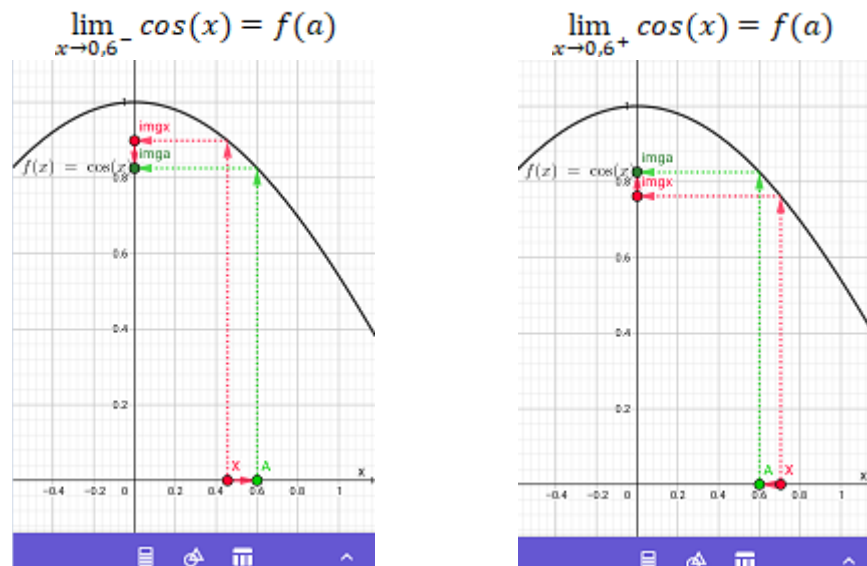 lim x→0,6⁻ cos(x) = f(a)
1
imgx
imga
f(x) = cos(x)
0.8
0.6
0.4
0.2
X A x
-0.4 -0.2 0 0.2 0.4 0.6 0.8 1
lim x→0,6⁺ cos(x) = f(a)
1
imga
f(x) = cos(x)
0.8
imgx
0.6
0.4
0.2
A X x
-0.4 -0.2 0 0.2 0.4 0.6 0.8 1